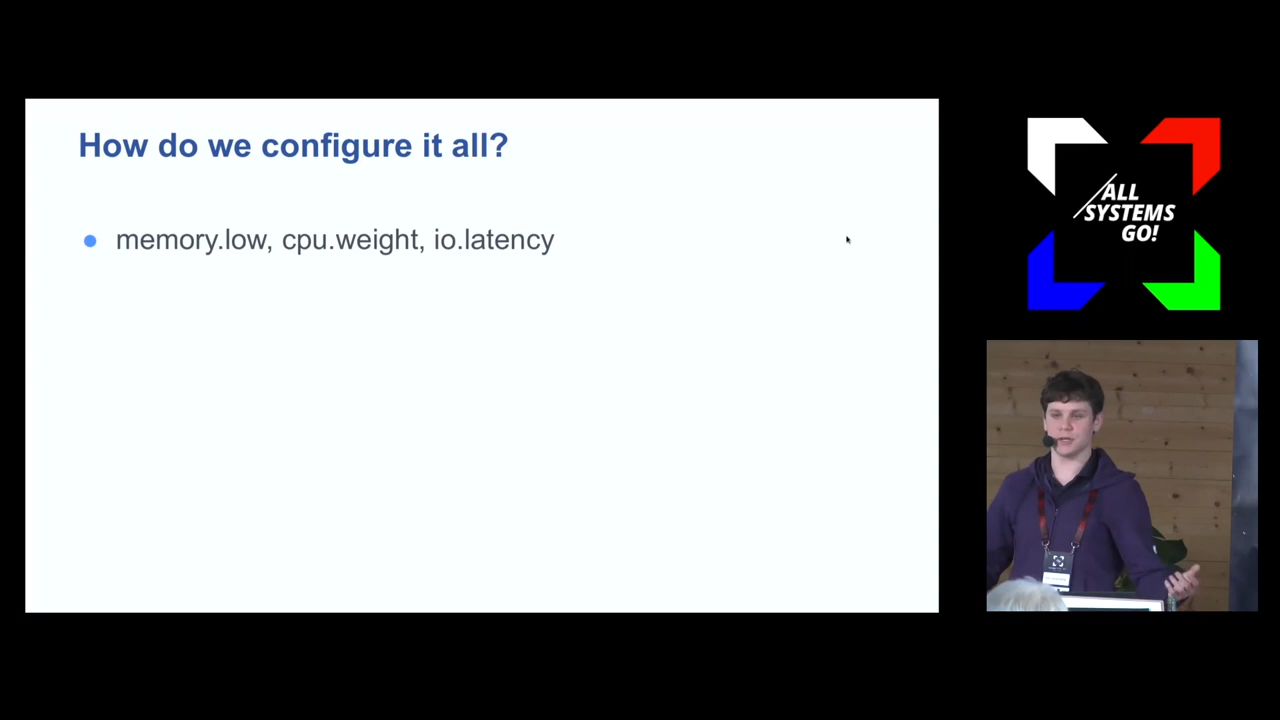 How do we configure it all?
memory.low, cpu.weight, io.latency
ALL
SYSTEMS
GO!